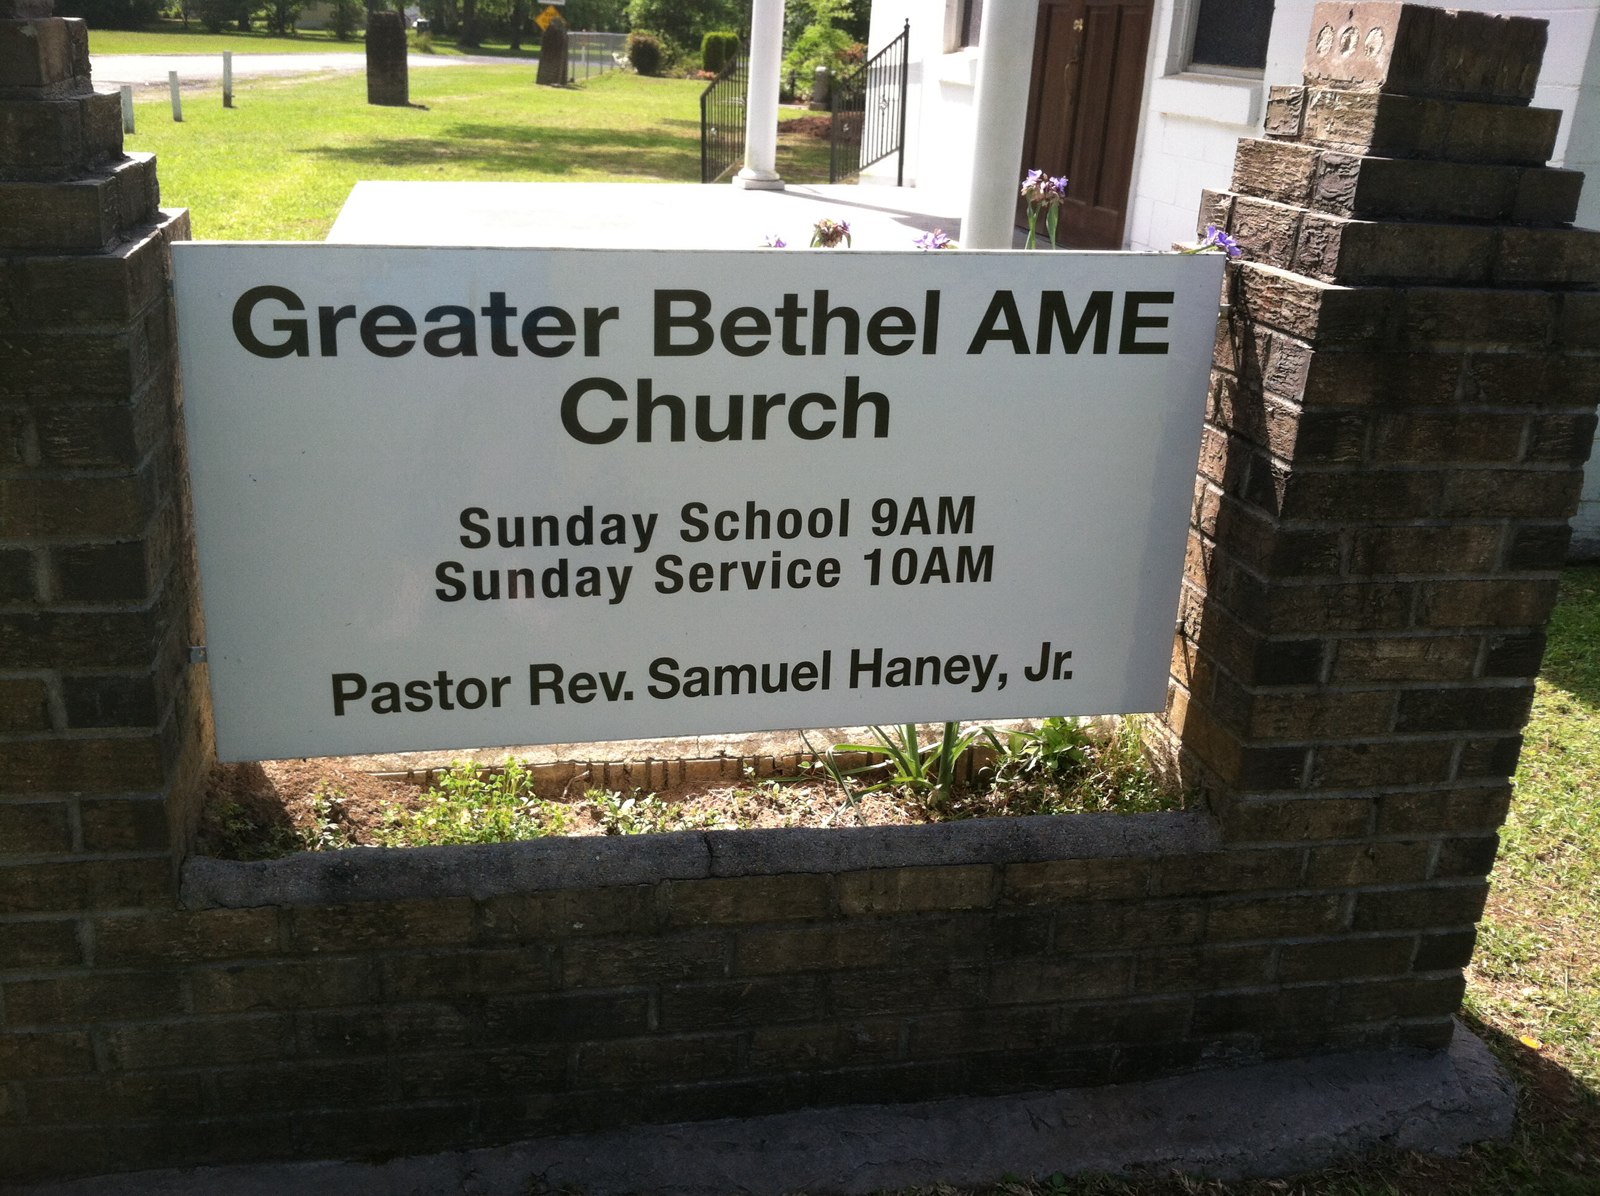 Greater Bethel AME
Church
Sunday School 9AM
Sunday Service 10AM
Pastor Rev. Samuel Haney, Jr.